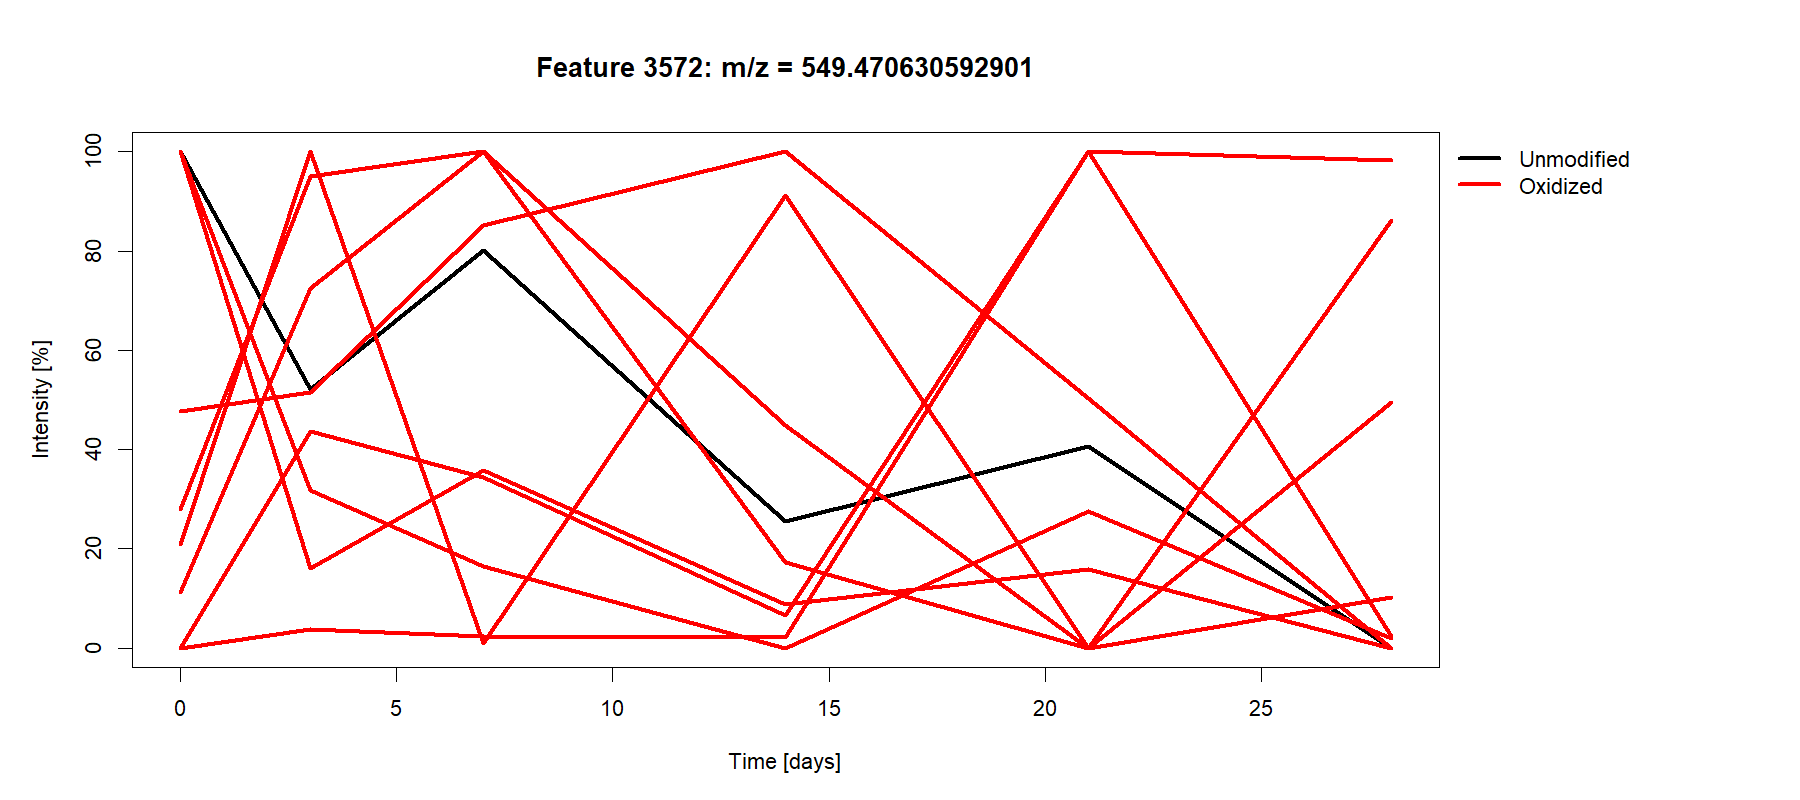 Feature 3572: m/z = 549.470630592901
Unmodified
Oxidized
Intensity [%]
100
80
60
40
20
0
0 5 10 15 20 25
Time [days]